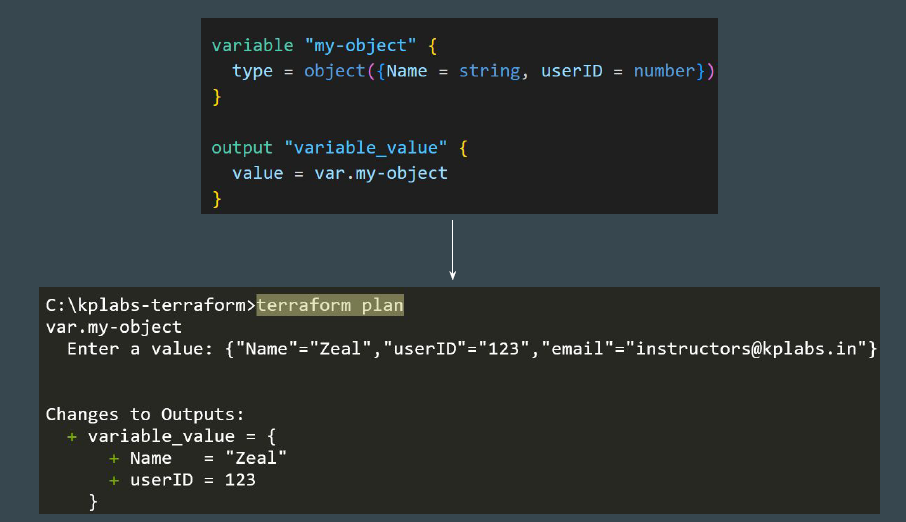 variable "my-object" {
type = object({Name = string, userID = number})
}
output "variable_value" {
value = var.my-object
}
C:\kplabs-terraform>terraform plan
var.my-object
Enter a value: {"Name"="Zeal","userID"="123","email"="instructors@kplabs.in"}
Changes to Outputs:
+ variable_value = {
+ Name   = "Zeal"
+ userID = 123
}